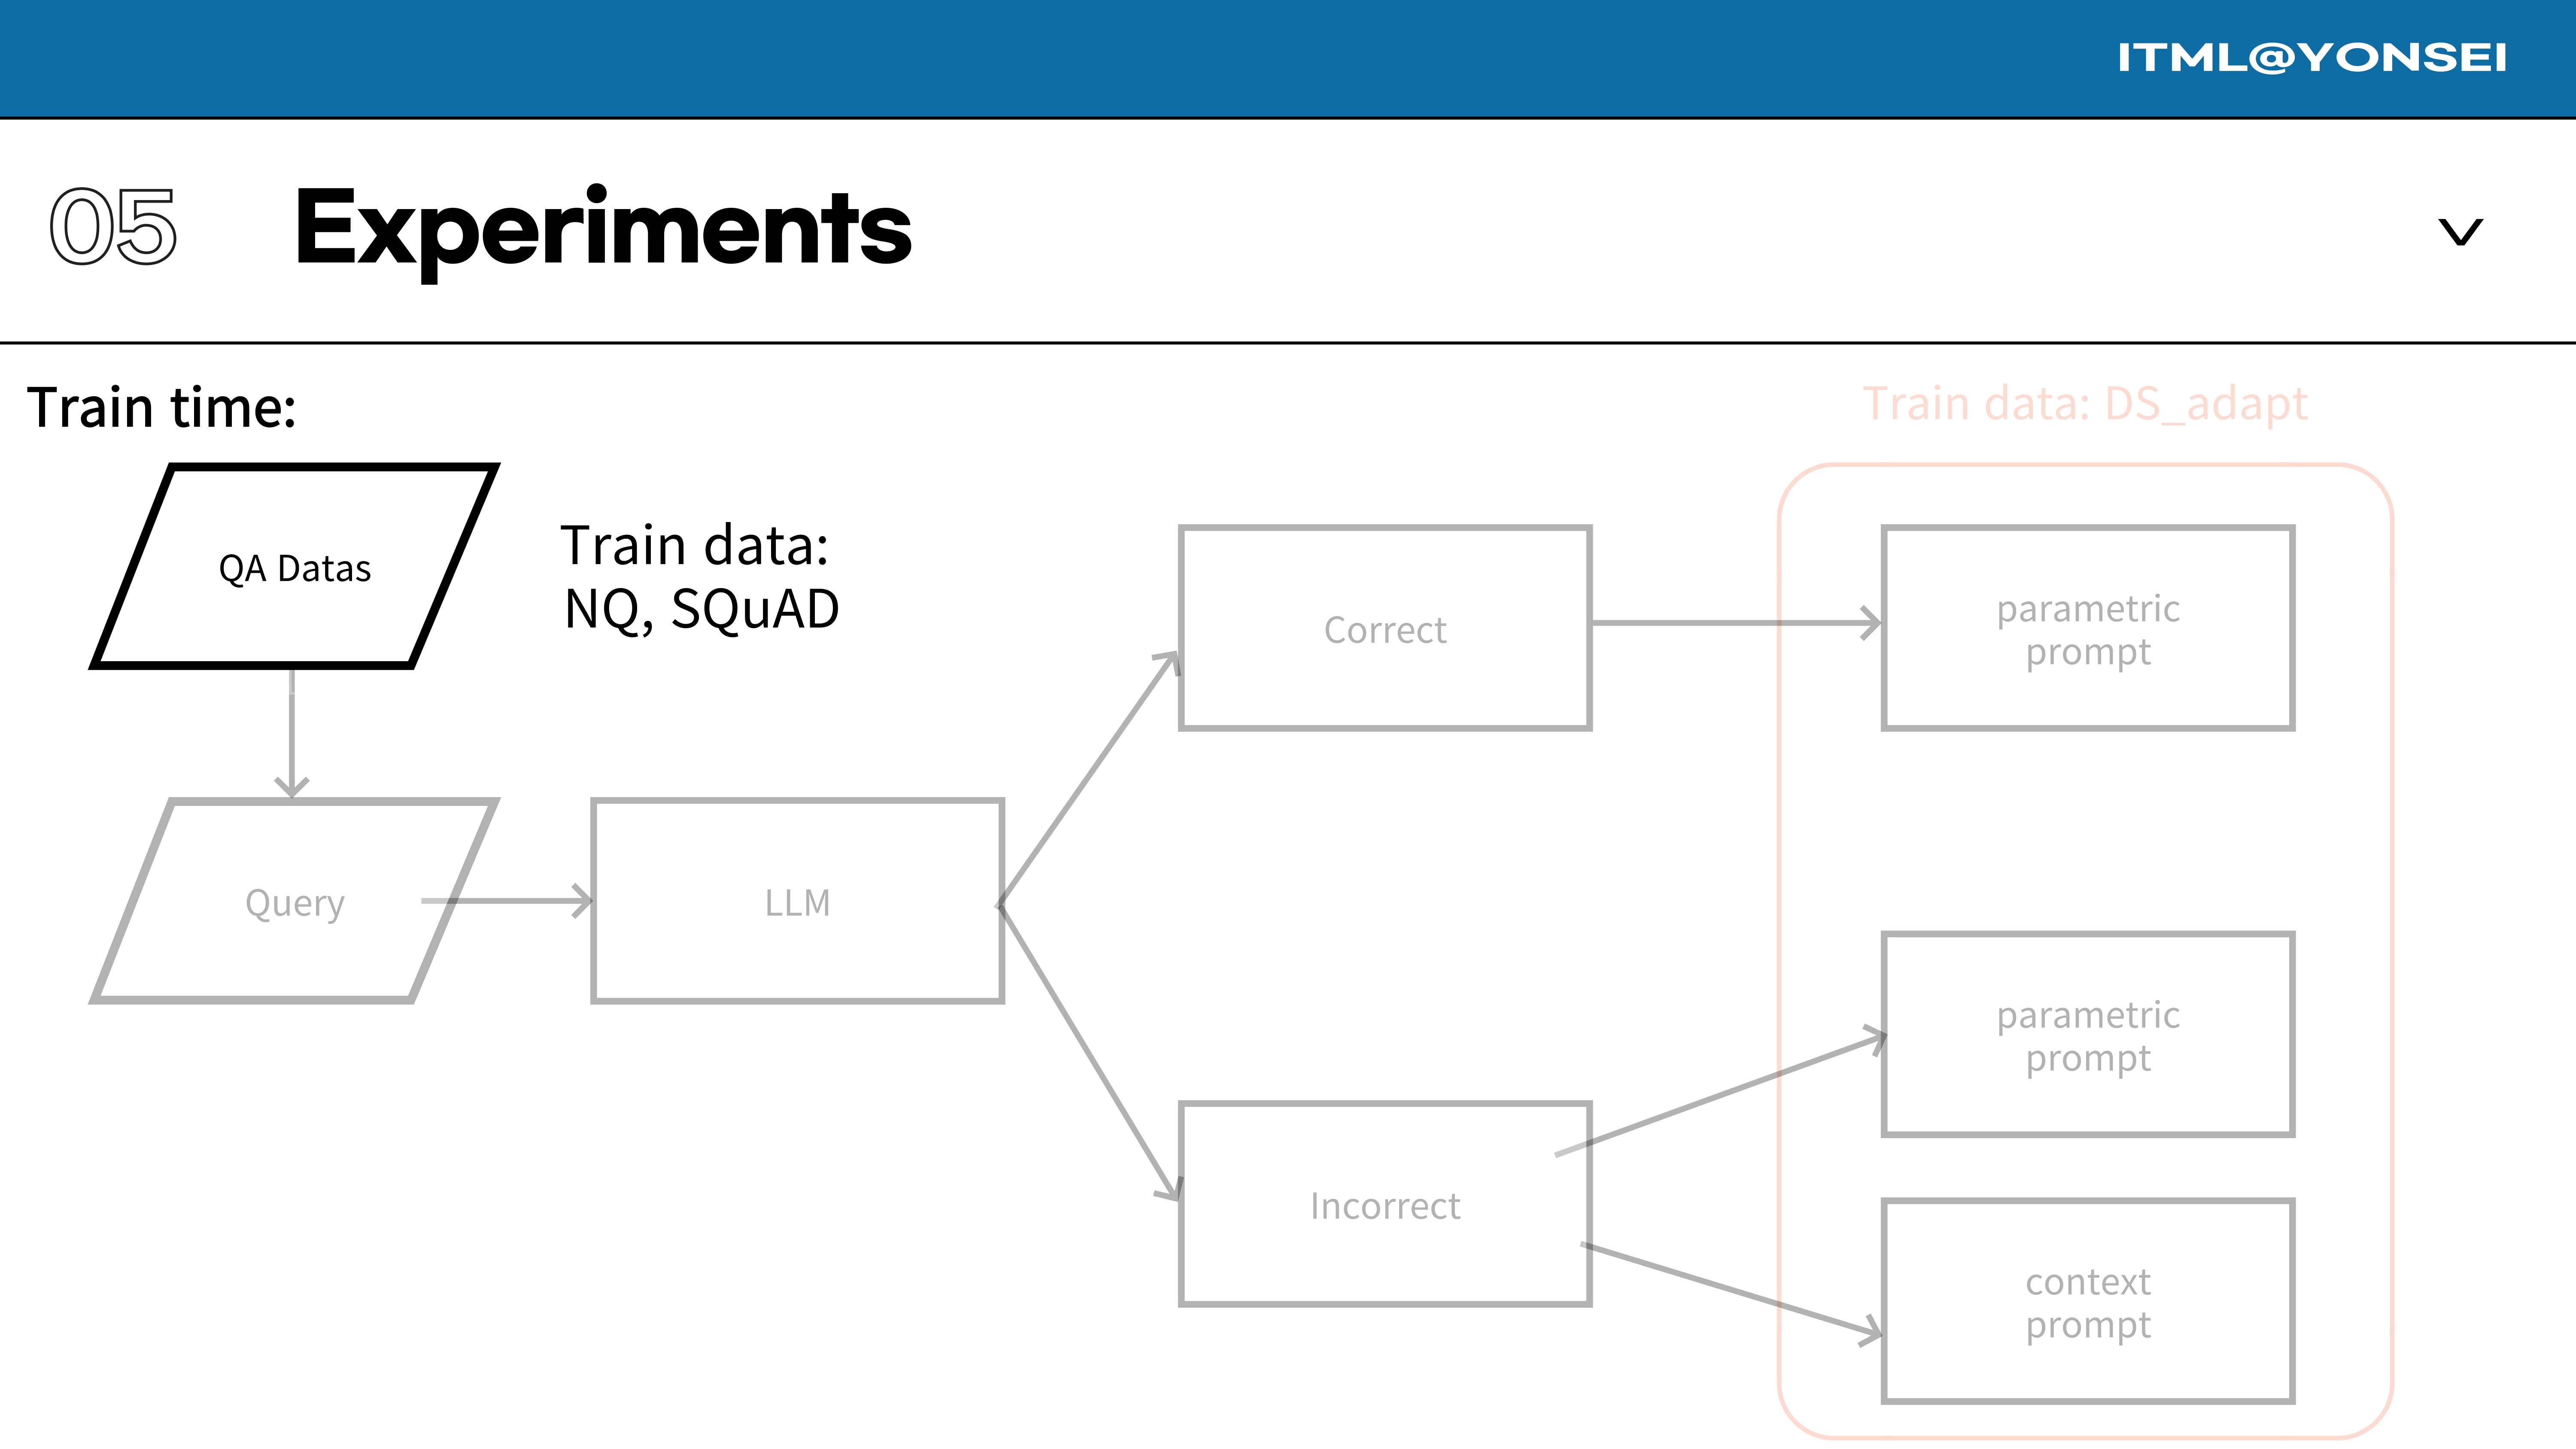 ITML@YONSEI
05 Experiments
Train time:
Train data: DS_adapt
QA Datas
Train data:
NQ, SQuAD
Correct
parametric
prompt
Query
LLM
parametric
prompt
Incorrect
context
prompt